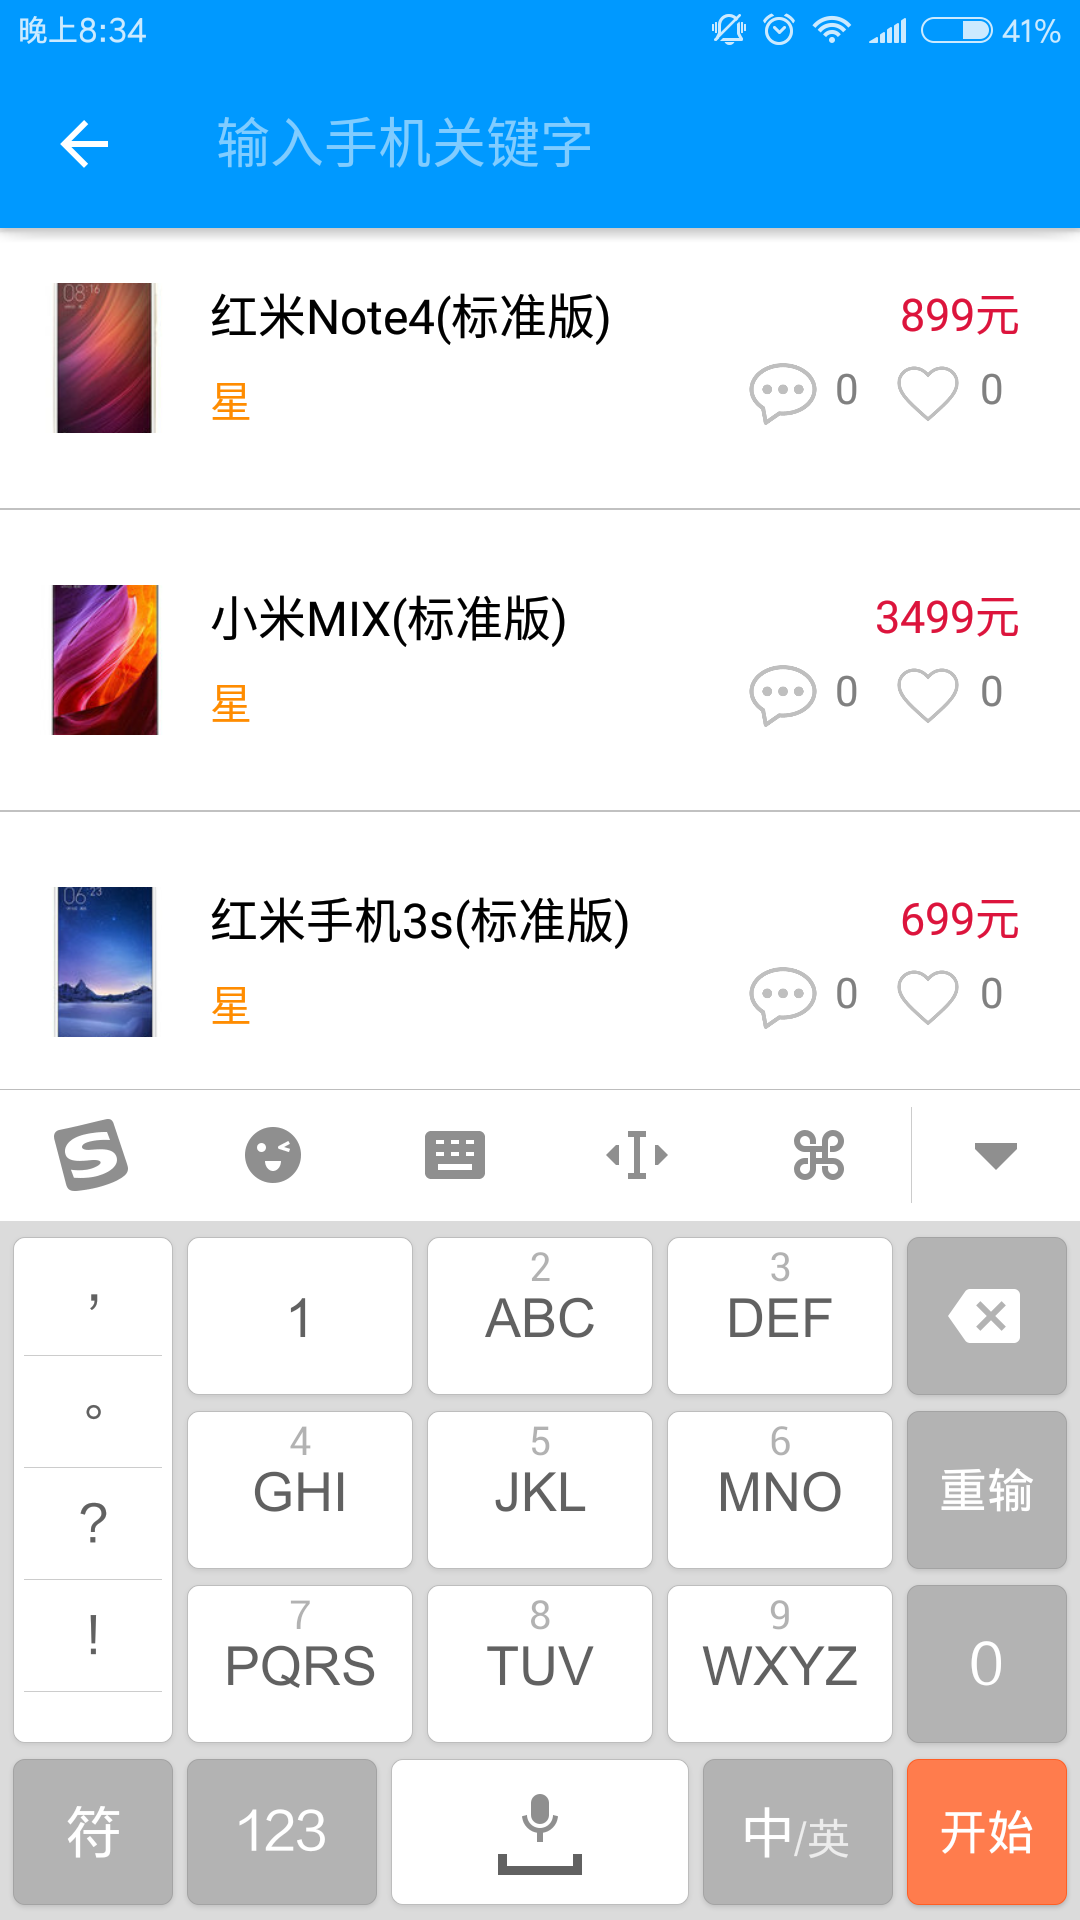 晚上8:34 41%
输入手机关键字
08:16
红米Note4(标准版) 899元
星 0 0
小米MIX(标准版) 3499元
星 0 0
06:23
红米手机3s(标准版) 699元
星 0 0
S
， 1 2 ABC 3 DEF
。
？ 4 GHI 5 JKL 6 MNO 重输
！ 7 PQRS 8 TUV 9 WXYZ 0
符 123 中/英 开始